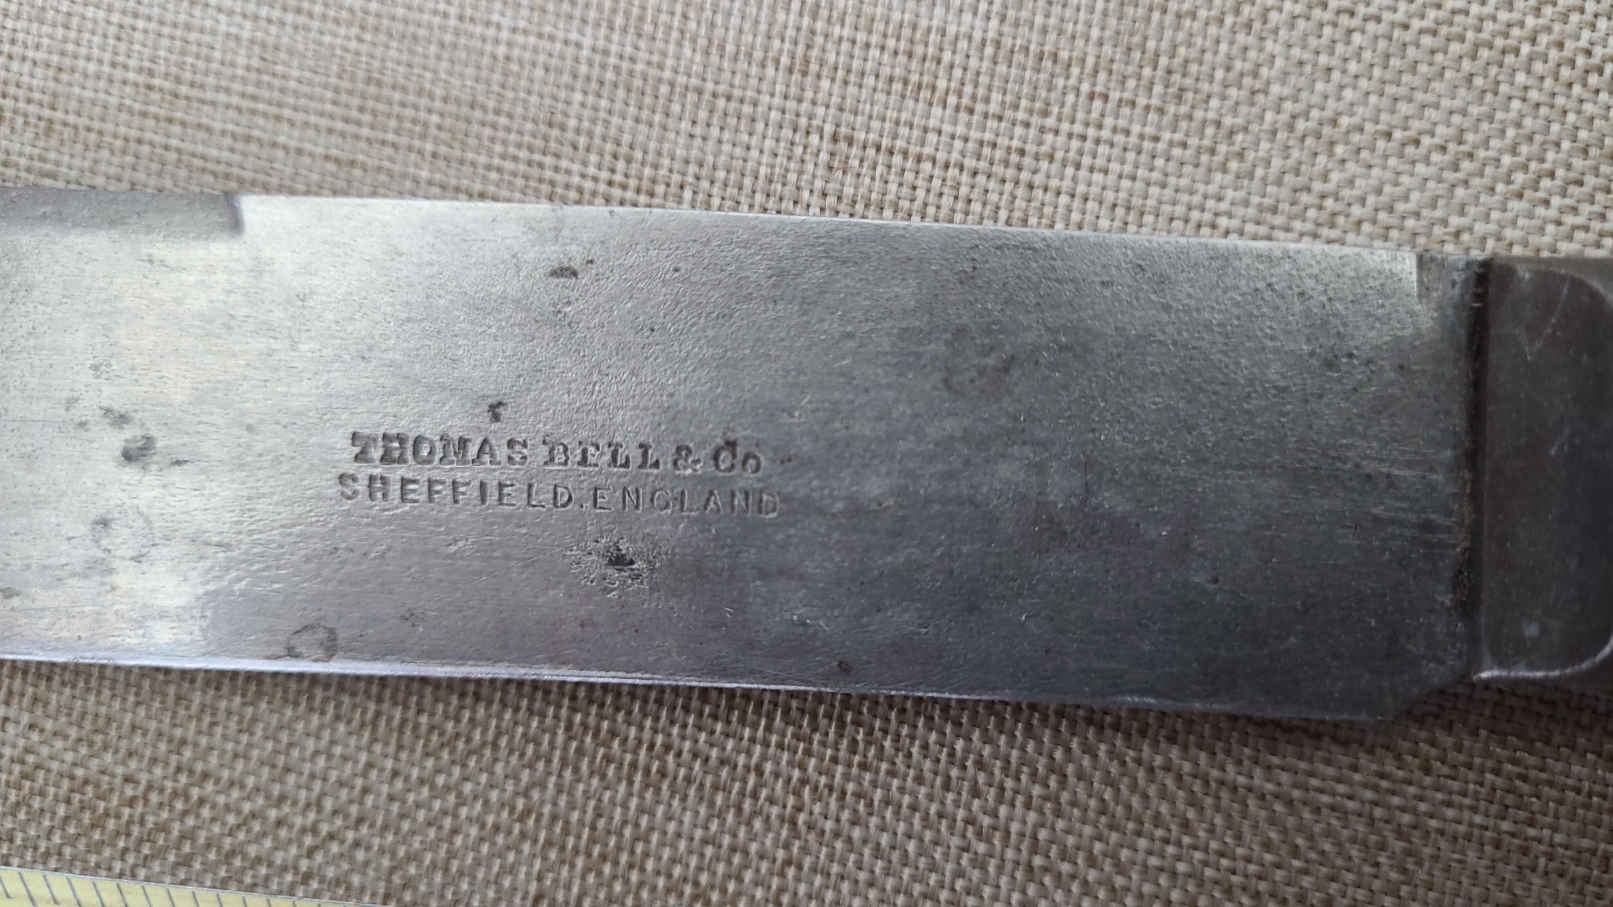 THOMAS BELL & Co
SHEFFIELD.ENGLAND